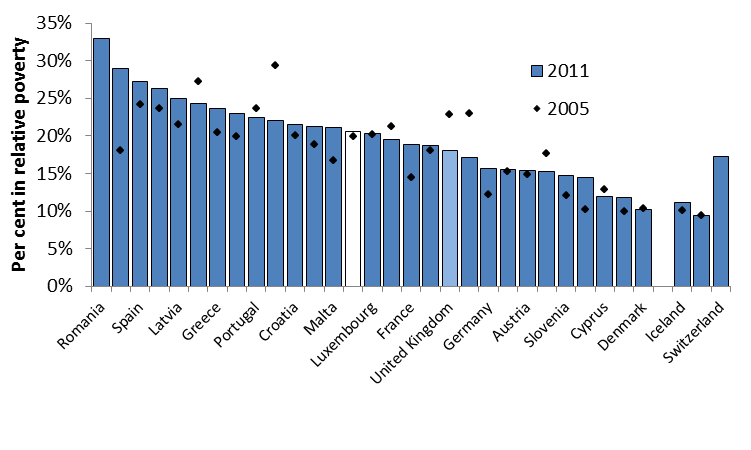 Per cent in relative poverty
35%
30%
25%
20%
15%
10%
5%
0%
2011
2005
Romania
Spain
Latvia
Greece
Portugal
Croatia
Malta
Luxembourg
France
United Kingdom
Germany
Austria
Slovenia
Cyprus
Denmark
Iceland
Switzerland